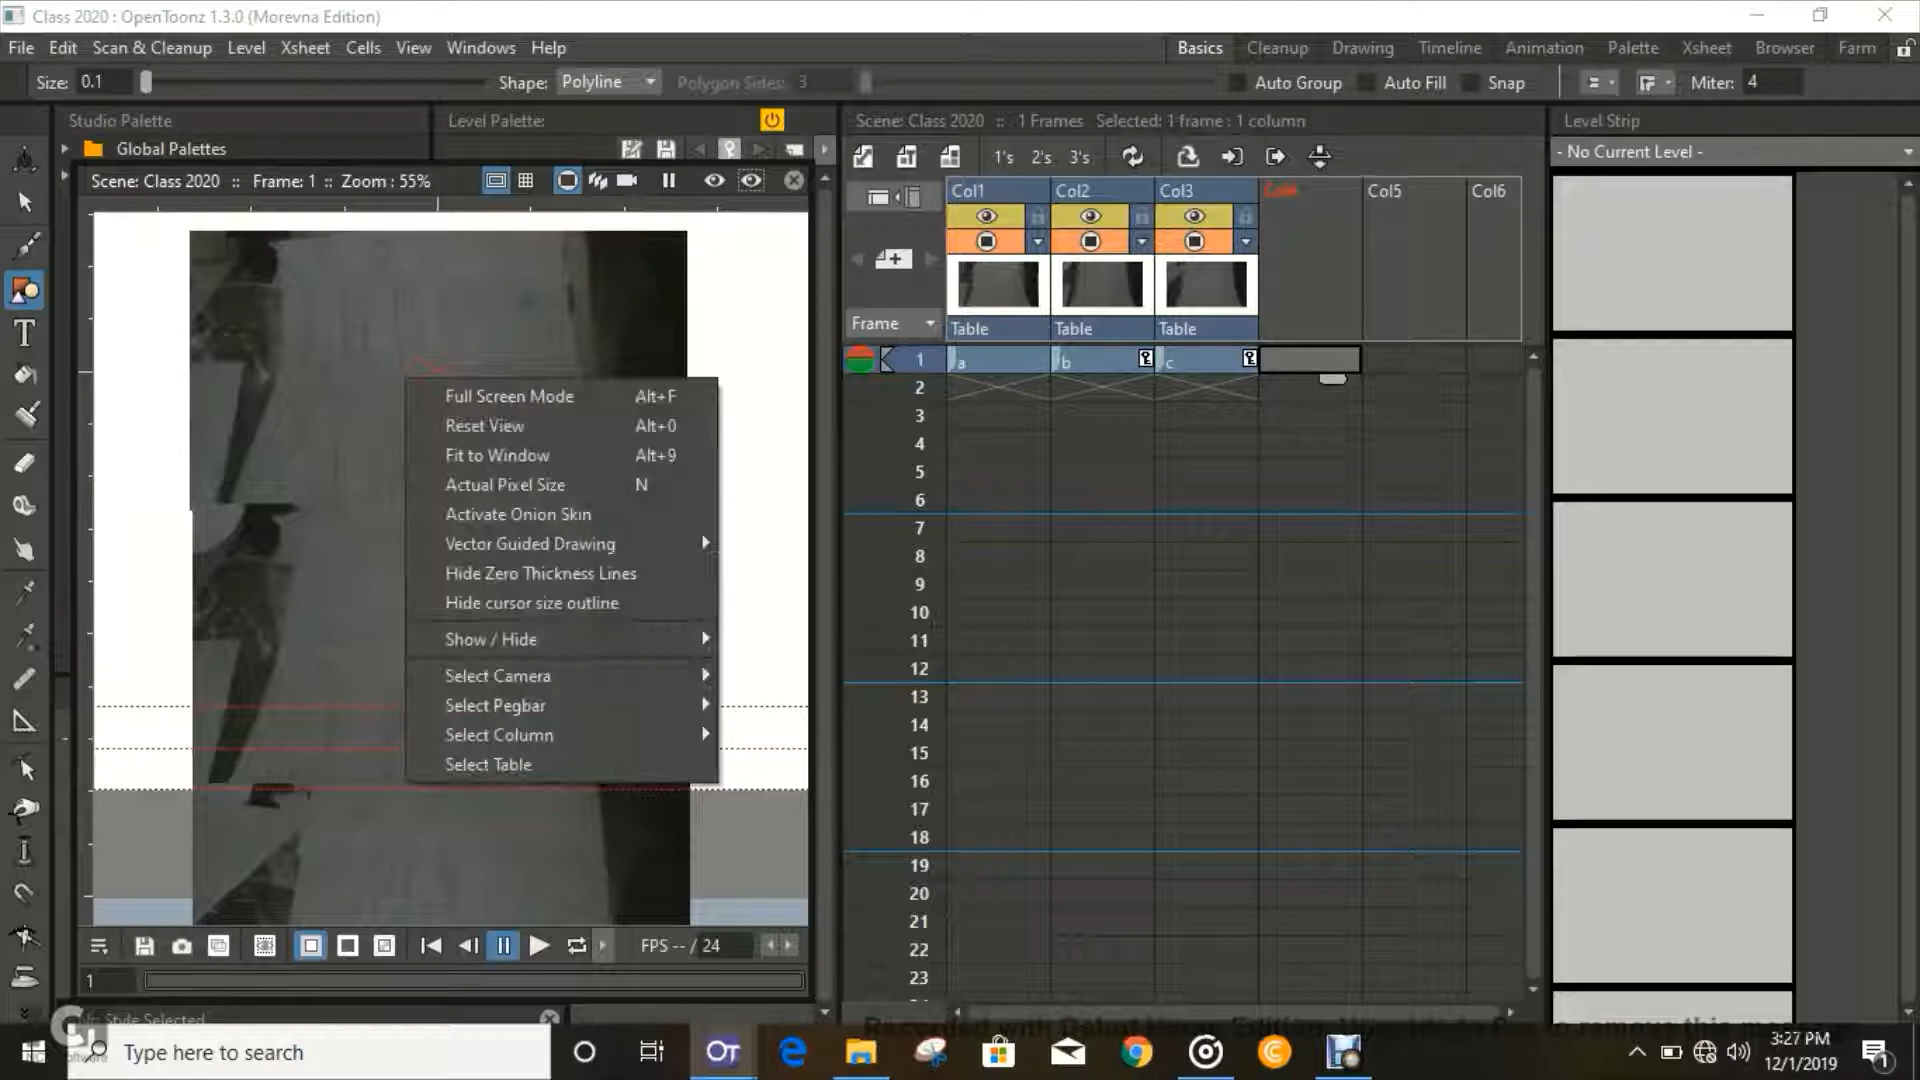 Class 2020 : OpenToonz 1.3.0 (Morevna Edition)
File Edit Scan & Cleanup Level Xsheet Cells View Windows Help
Basics Cleanup Drawing Timeline Animation Palette Xsheet Browser Farm
Size: 0.1 Shape: Polyline Polygon Sides: 3 Auto Group Auto Fill Snap Miter: 4
Studio Palette
Level Palette:
Global Palettes
Scene: Class 2020 :: Frame: 1 :: Zoom : 55%
Full Screen Mode Alt+F
Reset View Alt+0
Fit to Window Alt+9
Actual Pixel Size N
Activate Onion Skin
Vector Guided Drawing
Hide Zero Thickness Lines
Hide cursor size outline
Show / Hide
Select Camera
Select Pegbar
Select Column
Select Table
FPS -- / 24
1
No Style Selected
Scene: Class 2020 :: 1 Frames Selected: 1 frame : 1 column
1's 2's 3's
Col1 Col2 Col3 Col4 Col5 Col6
Frame
Table Table Table
1 a b c
2
3
4
5
6
7
8
9
10
11
12
13
14
15
16
17
18
19
20
21
22
23
Level Strip
- No Current Level -
Type here to search
3:27 PM
12/1/2019
1